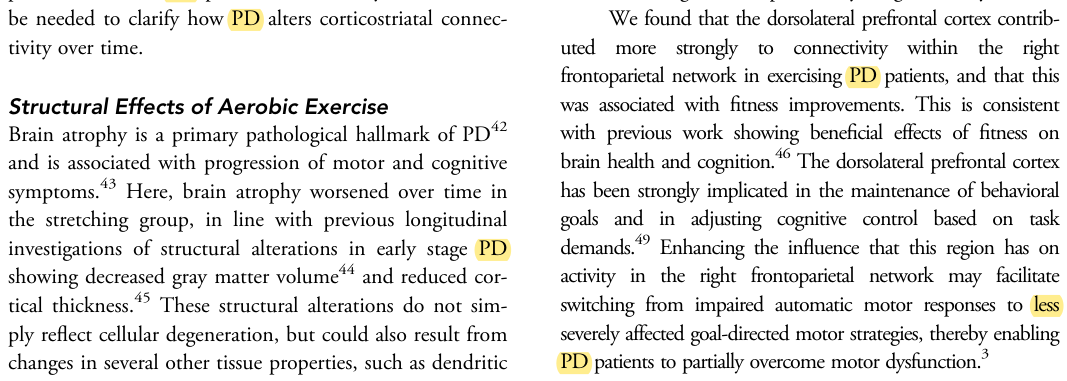 be needed to clarify how PD alters corticostriatal connec-
tivity over time.
Structural Effects of Aerobic Exercise
Brain atrophy is a primary pathological hallmark of PD42
and is associated with progression of motor and cognitive
symptoms.43 Here, brain atrophy worsened over time in
the stretching group, in line with previous longitudinal
investigations of structural alterations in early stage PD
showing decreased gray matter volume44 and reduced cor-
tical thickness.45 These structural alterations do not sim-
ply reflect cellular degeneration, but could also result from
changes in several other tissue properties, such as dendritic
We found that the dorsolateral prefrontal cortex contrib-
uted more strongly to connectivity within the right
frontoparietal network in exercising PD patients, and that this
was associated with fitness improvements. This is consistent
with previous work showing beneficial effects of fitness on
brain health and cognition.46 The dorsolateral prefrontal cortex
has been strongly implicated in the maintenance of behavioral
goals and in adjusting cognitive control based on task
demands.49 Enhancing the influence that this region has on
activity in the right frontoparietal network may facilitate
switching from impaired automatic motor responses to less
severely affected goal-directed motor strategies, thereby enabling
PD patients to partially overcome motor dysfunction.3